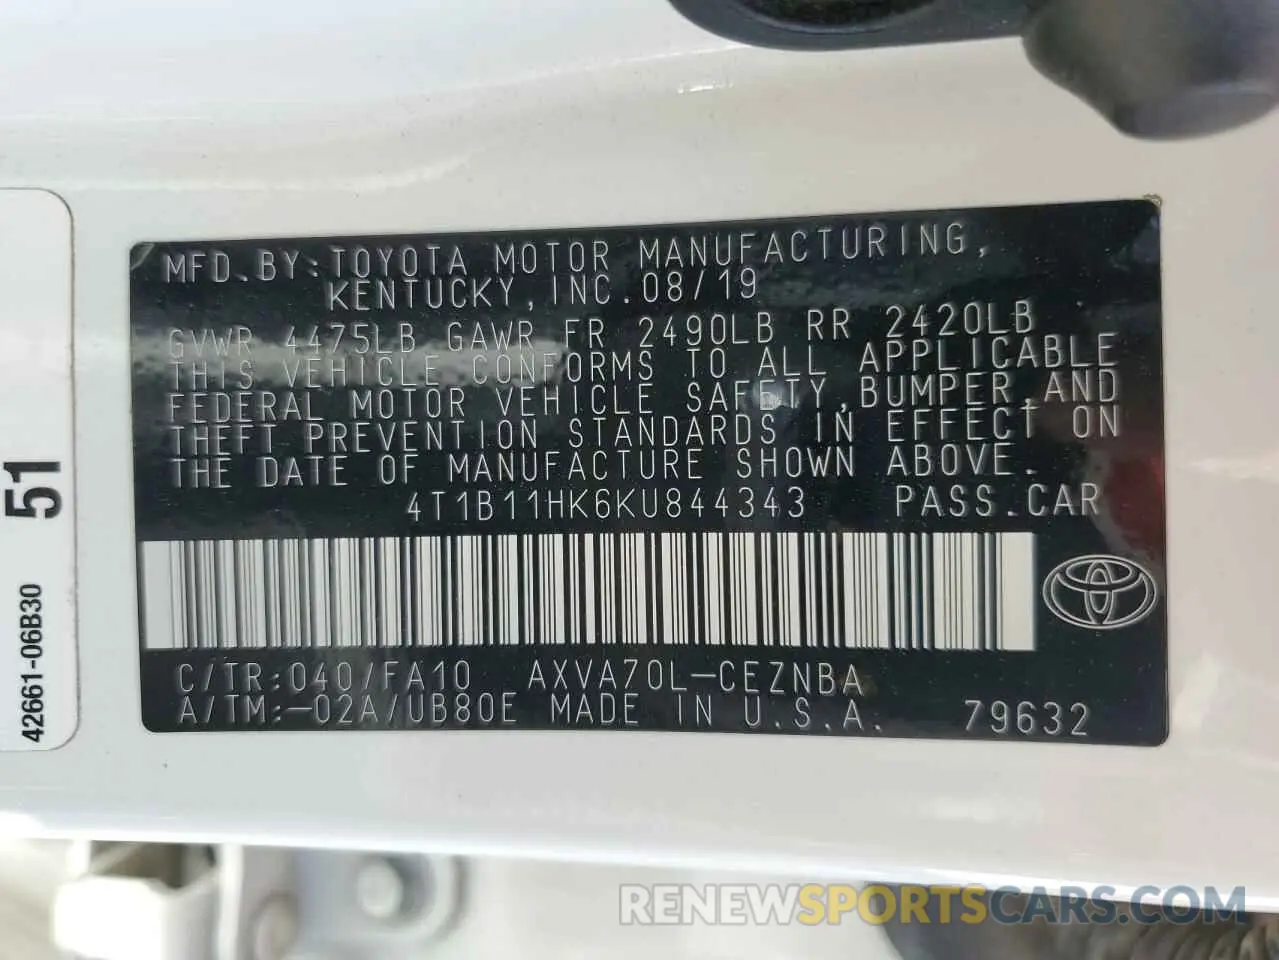 MFD.BY:TOYOTA MOTOR MANUFACTURING,
KENTUCKY,INC.08/19
GVWR 4475LB GAWR FR 2490LB RR 2420LB
THIS VEHICLE CONFORMS TO ALL APPLICABLE
FEDERAL MOTOR VEHICLE SAFETY,BUMPER,AND
THEFT PREVENTION STANDARDS IN EFFECT ON
THE DATE OF MANUFACTURE SHOWN ABOVE.
4T1B11HK6KU844343 PASS.CAR
C/TR:040/FA10 AXVA70L-CEZNBA
A/TM:-02A/UB80E MADE IN U.S.A. 79632
51
42661-06B30
RENEWSPORTSCARS.COM